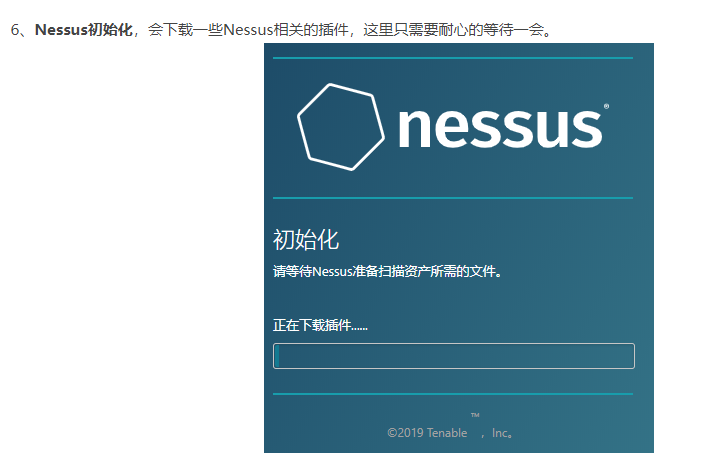 6、Nessus初始化，会下载一些Nessus相关的插件，这里只需要耐心的等待一会。
nessus®
初始化
请等待Nessus准备扫描资产所需的文件。
正在下载插件......
©2019 Tenable™，Inc。